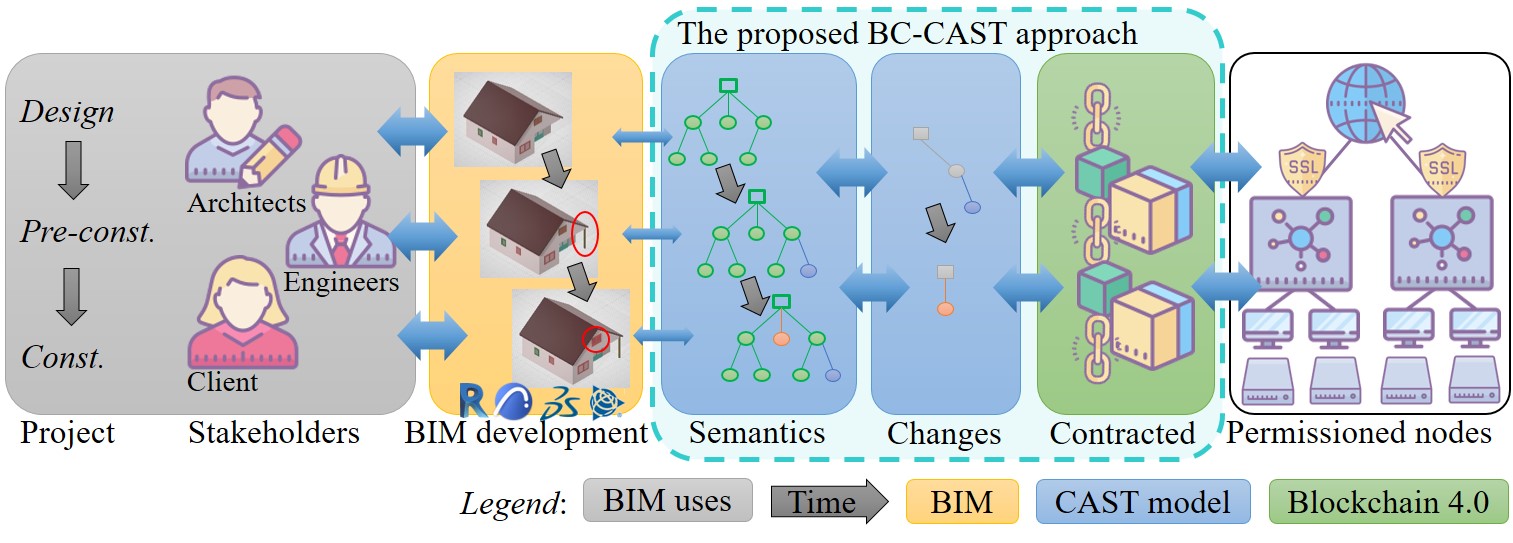 The proposed BC-CAST approach
Design
Pre-const.
Const.
Architects
Engineers
Client
SSL
SSL
Project
Stakeholders
BIM development
Semantics
Changes
Contracted
Permissioned nodes
Legend:
BIM uses
Time
BIM
CAST model
Blockchain 4.0